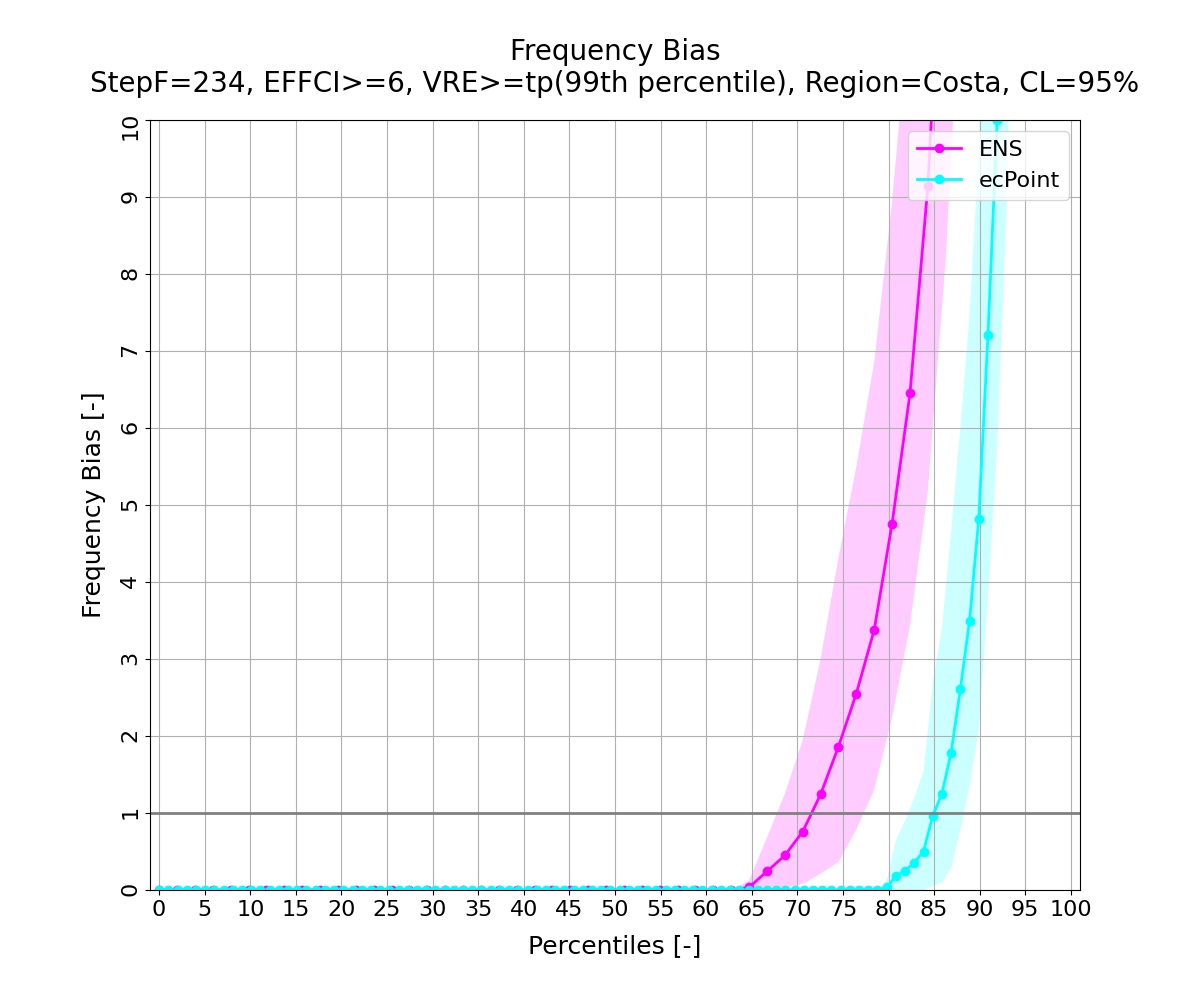 Frequency Bias
StepF=234, EFFCI>=6, VRE>=tp(99th percentile), Region=Costa, CL=95%
10
ENS
ecPoint
9
8
7
6
5
4
3
2
1
0
Frequency Bias [-]
0 5 10 15 20 25 30 35 40 45 50 55 60 65 70 75 80 85 90 95 100
Percentiles [-]